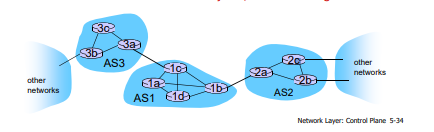 3c
3a
3b
AS3
other
networks
1c
1a
1d
1b
AS1
2c
2a
2b
AS2
other
networks
Network Layer: Control Plane 5-34